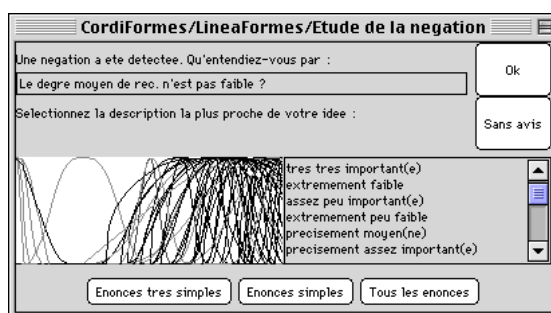 CordiFormes/LineaFormes/Etude de la negation
Une negation a ete detectee. Qu'entendiez-vous par :
Ok
Le degre moyen de rec. n'est pas faible ?
Selectionnez la description la plus proche de votre idee :
Sans avis
tres tres important(e)
extremement faible
assez peu important(e)
extremement peu faible
precisement moyen(ne)
precisement assez important(e)
Enonces tres simples
Enonces simples
Tous les enonces